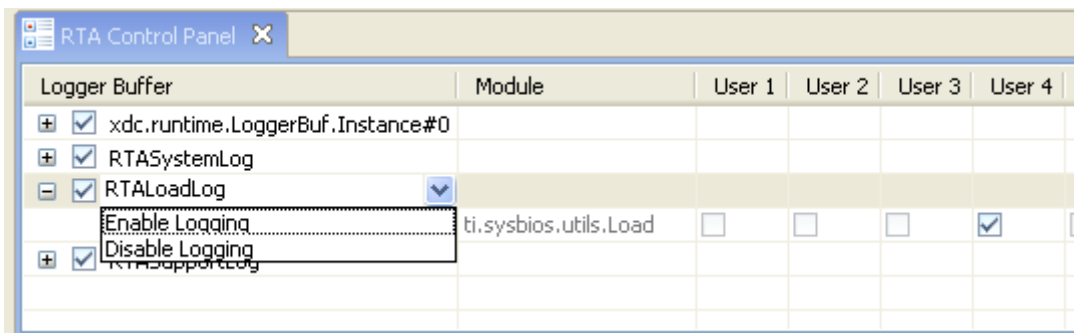 RTA Control Panel
Logger Buffer Module User 1 User 2 User 3 User 4
xdc.runtime.LoggerBuf.Instance#0
RTASystemLog
RTALoadLog
Enable Logging ti.sysbios.utils.Load
Disable Logging
RTASupportLog